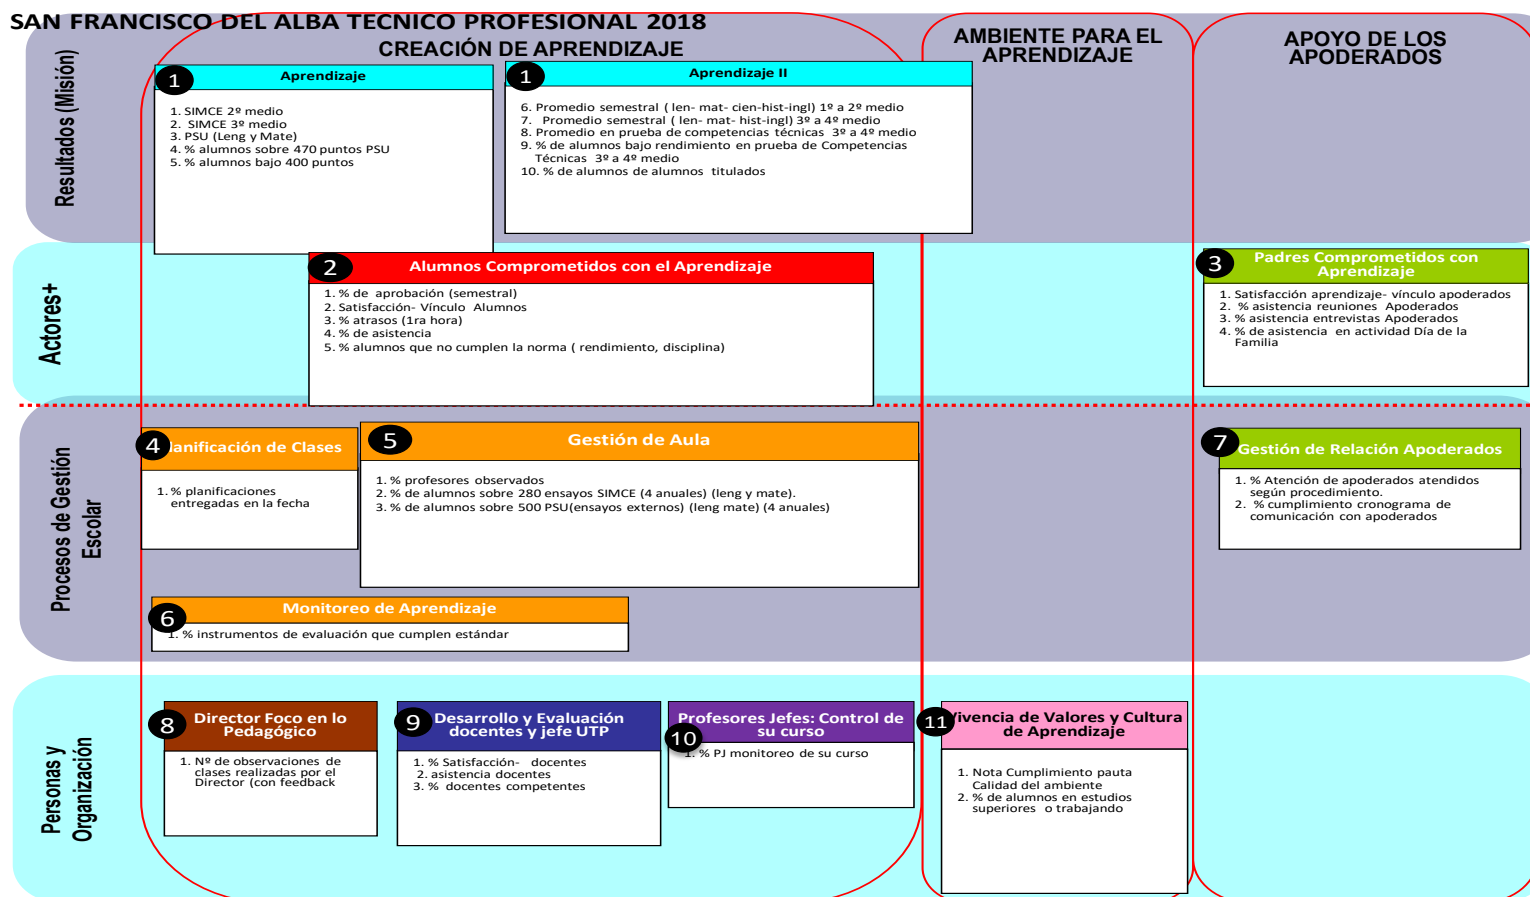 SAN FRANCISCO DEL ALBA TECNICO PROFESIONAL 2018
CREACIÓN DE APRENDIZAJE
AMBIENTE PARA EL
APRENDIZAJE
APOYO DE LOS
APODERADOS
Resultados (Misión)
1
Aprendizaje
1. SIMCE 2º medio
2. SIMCE 3º medio
3. PSU (Leng y Mate)
4. % alumnos sobre 470 puntos PSU
5. % alumnos bajo 400 puntos
1
Aprendizaje II
6. Promedio semestral ( len- mat- cien-hist-ingl) 1º a 2º medio
7. Promedio semestral ( len- mat- hist-ingl) 3º a 4º medio
8. Promedio en prueba de competencias técnicas 3º a 4º medio
9. % de alumnos bajo rendimiento en prueba de Competencias
Técnicas 3º a 4º medio
10. % de alumnos de alumnos titulados
Actores+
2
Alumnos Comprometidos con el Aprendizaje
1. % de aprobación (semestral)
2. Satisfacción- Vínculo Alumnos
3. % atrasos (1ra hora)
4. % de asistencia
5. % alumnos que no cumplen la norma ( rendimiento, disciplina)
3
Padres Comprometidos con
Aprendizaje
1. Satisfacción aprendizaje- vínculo apoderados
2. % asistencia reuniones Apoderados
3. % asistencia entrevistas Apoderados
4. % de asistencia en actividad Día de la
Familia
Procesos de Gestión
Escolar
4
lanificación de Clases
1. % planificaciones
entregadas en la fecha
5
Gestión de Aula
1. % profesores observados
2. % de alumnos sobre 280 ensayos SIMCE (4 anuales) (leng y mate).
3. % de alumnos sobre 500 PSU(ensayos externos) (leng mate) (4 anuales)
7
Gestión de Relación Apoderados
1. % Atención de apoderados atendidos
según procedimiento.
2. % cumplimiento cronograma de
comunicación con apoderados
6
Monitoreo de Aprendizaje
1. % instrumentos de evaluación que cumplen estándar
Personas y
Organización
8
Director Foco en lo
Pedagógico
1. Nº de observaciones de
clases realizadas por el
Director (con feedback
9
Desarrollo y Evaluación
docentes y jefe UTP
1. % Satisfacción- docentes
2. asistencia docentes
3. % docentes competentes
10
Profesores Jefes: Control de
su curso
1. % PJ monitoreo de su curso
11
Vivencia de Valores y Cultura
de Aprendizaje
1. Nota Cumplimiento pauta
Calidad del ambiente
2. % de alumnos en estudios
superiores o trabajando